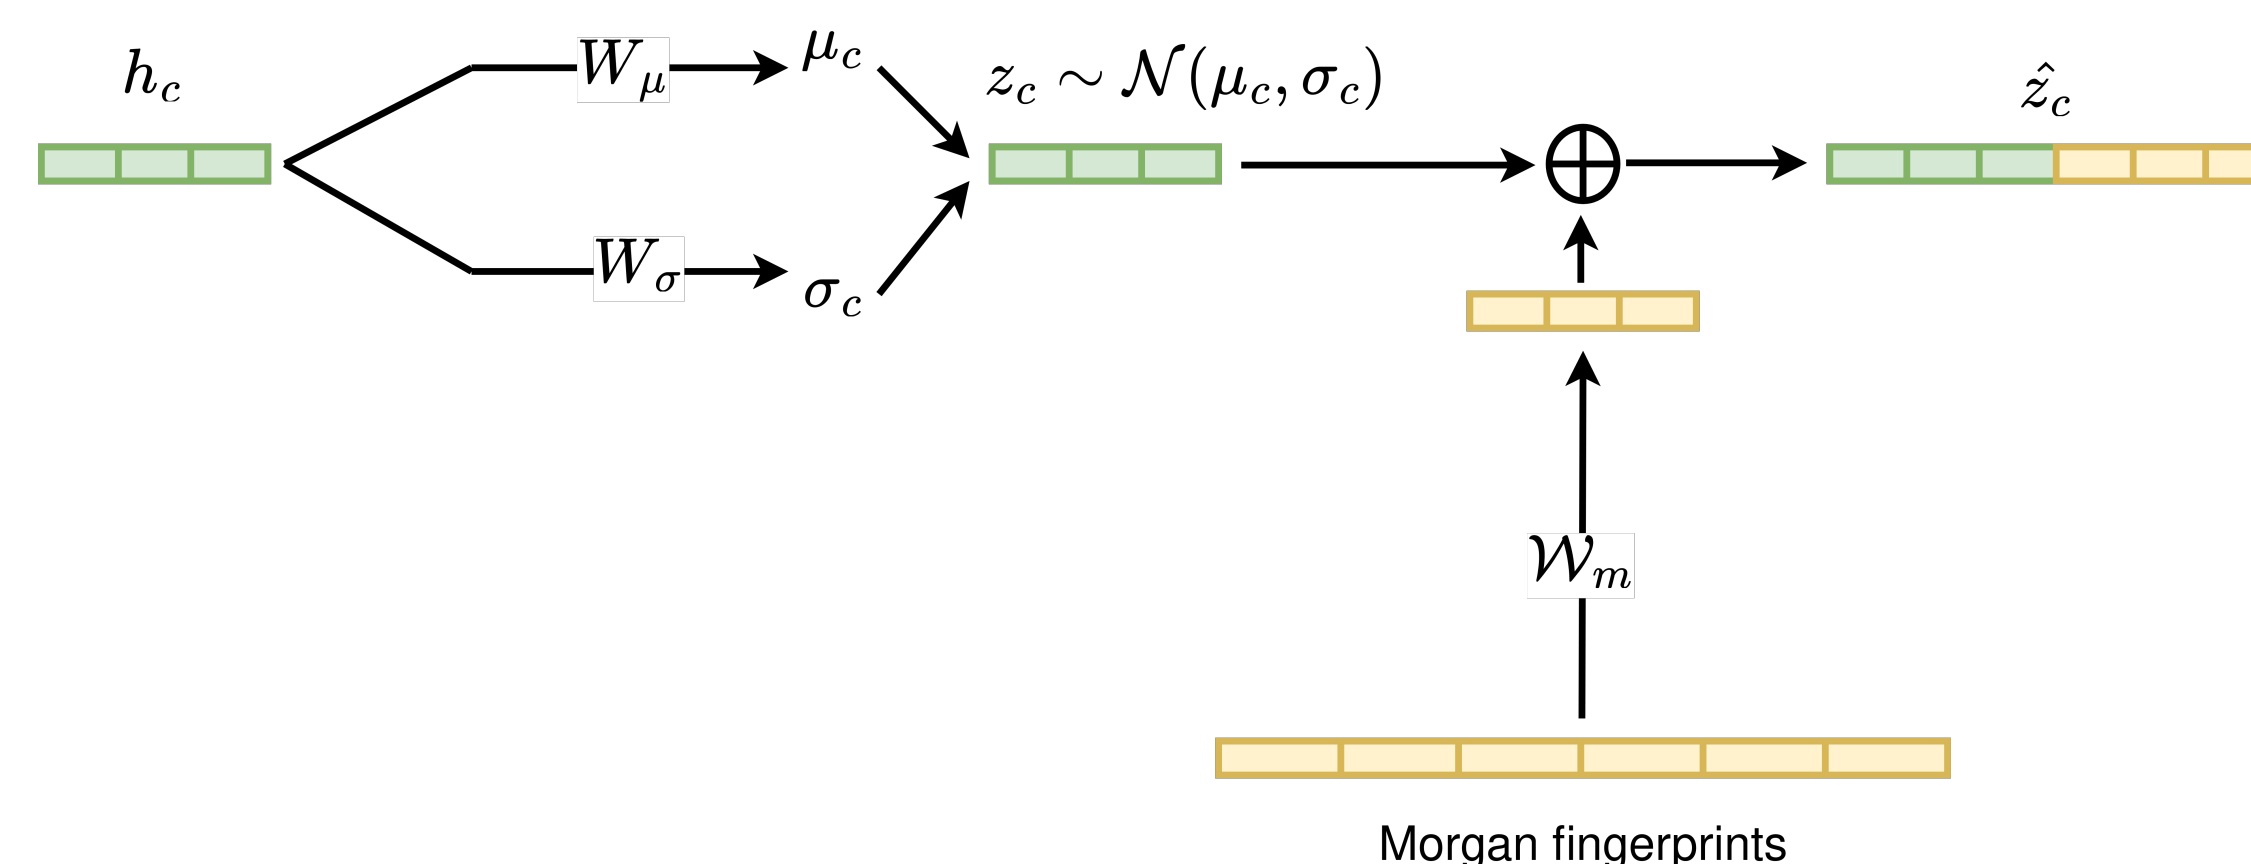 h_c
W_μ
μ_c
z_c ∼ 𝒩(μ_c, σ_c)
ẑ_c
W_σ
σ_c
𝒲_m
Morgan fingerprints